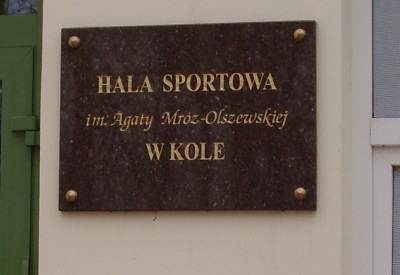 HALA SPORTOWA
im. Agaty Mróz-Olszewskiej
W KOLE